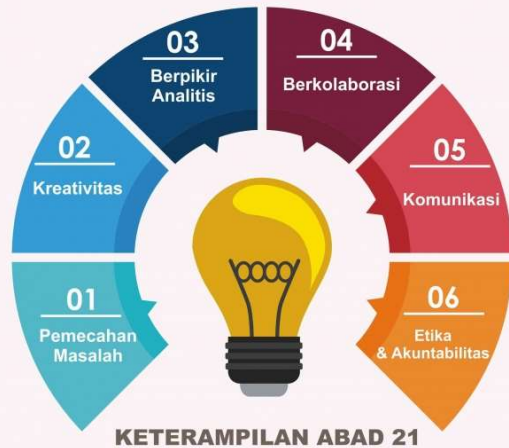 01
Pemecahan
Masalah
02
Kreativitas
03
Berpikir
Analitis
04
Berkolaborasi
05
Komunikasi
06
Etika
& Akuntabilitas
KETERAMPILAN ABAD 21